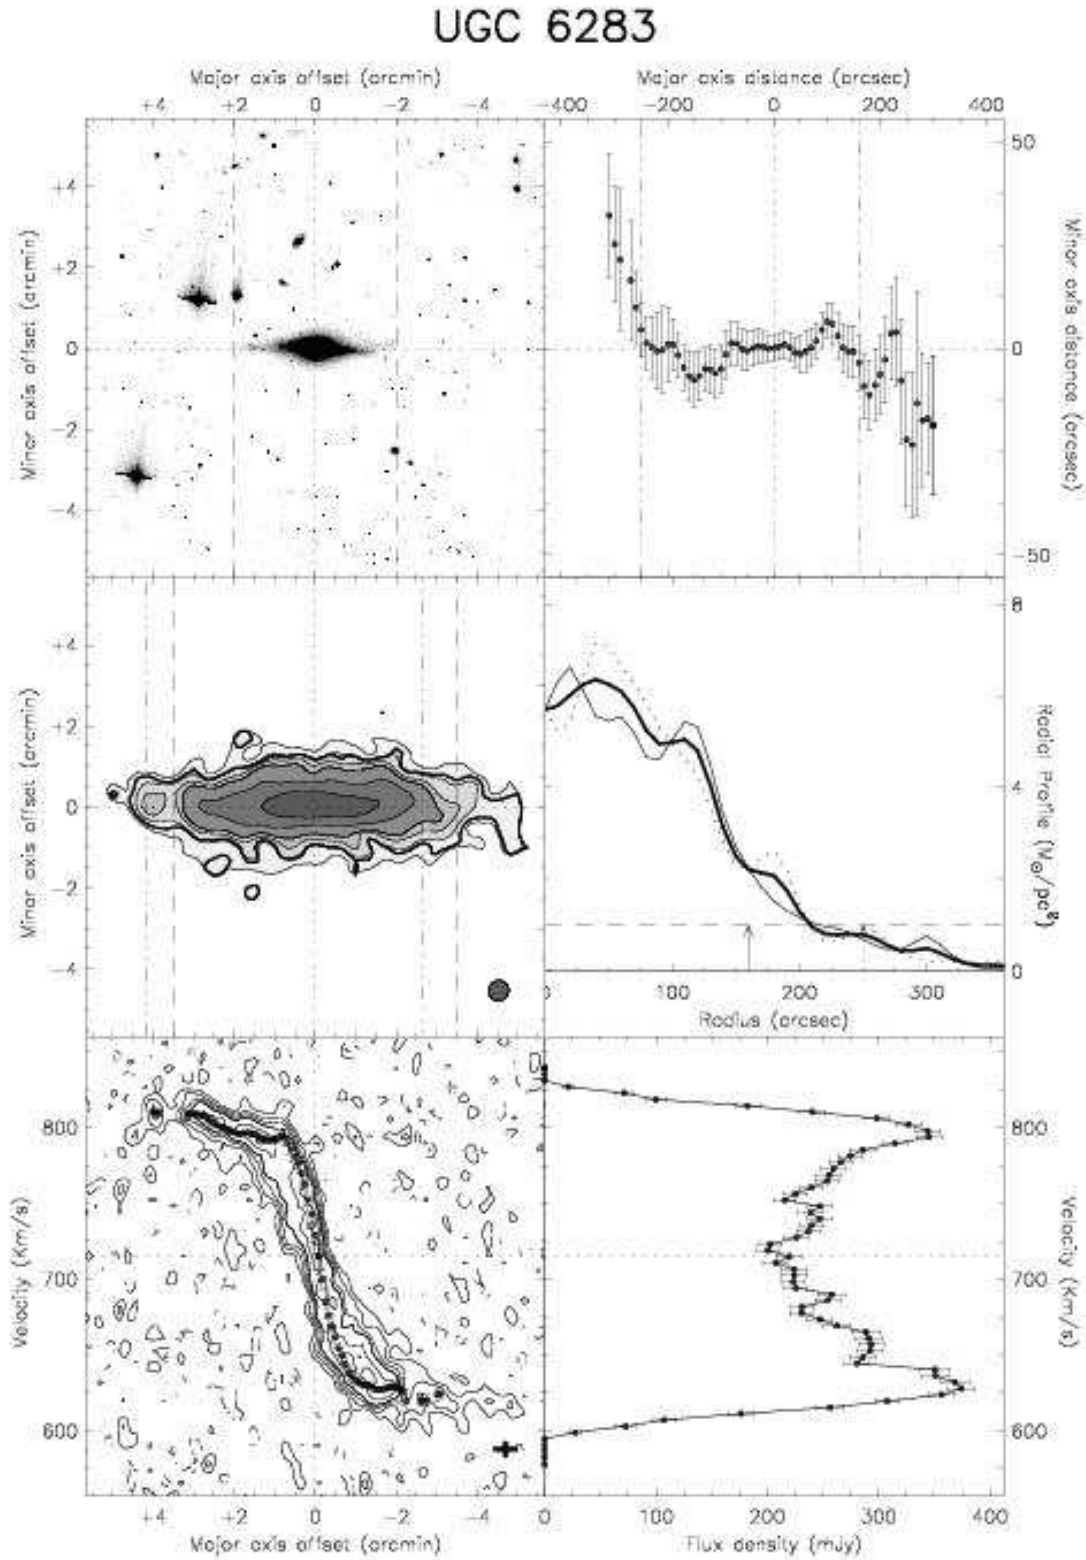 UGC 6283
Major axis offset (arcmin)
+4 +2 0 −2 −4
Major axis distance (arcsec)
−400 −200 0 200 400
Minor axis offset (arcmin)
+4
+2
0
−2
−4
50
0
−50
Minor axis distance (arcsec)
Minor axis offset (arcmin)
+4
+2
0
−2
−4
8
4
0
Radial Profile (M⊙/pc²)
0 100 200 300
Radius (arcsec)
Velocity (Km/s)
800
700
600
800
700
600
Velocity (Km/s)
+4 +2 0 −2 −4
Major axis offset (arcmin)
0 100 200 300 400
Flux density (mJy)